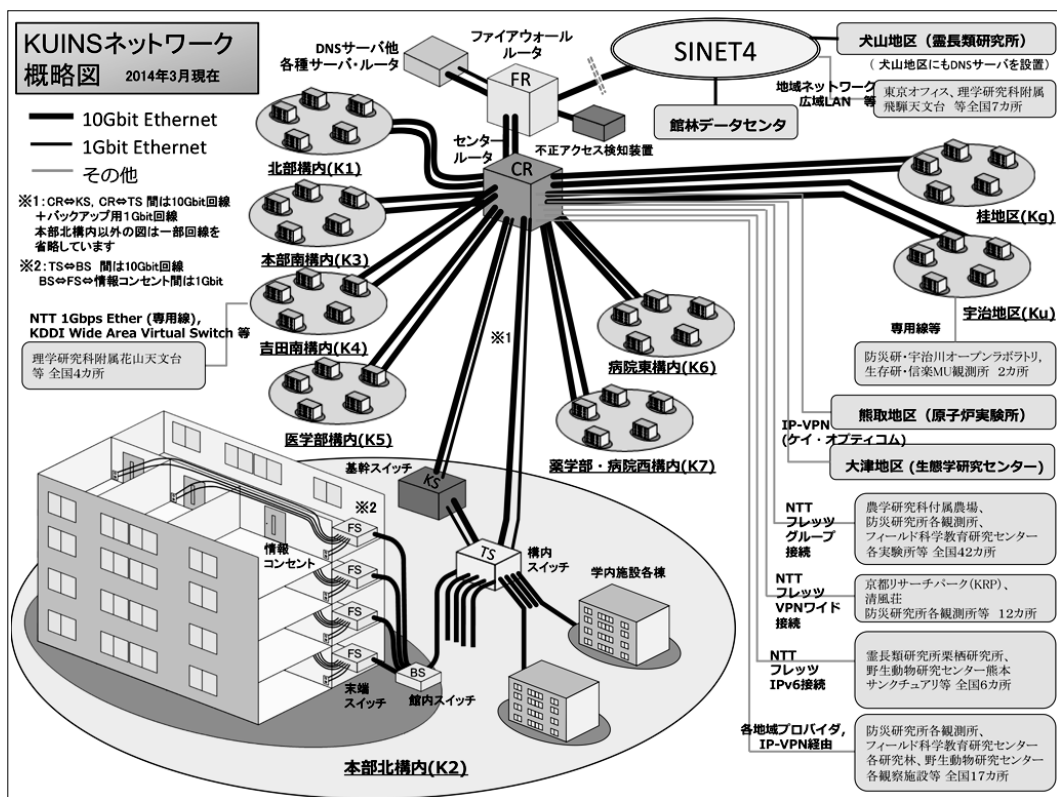 KUINSネットワーク
概略図 2014年3月現在
10Gbit Ethernet
1Gbit Ethernet
その他
※1:CR⇔KS, CR⇔TS 間は10Gbit回線
+バックアップ用1Gbit回線
本部北構内以外の図は一部回線を
省略しています
※2:TS⇔BS 間は10Gbit回線
BS⇔FS⇔情報コンセント間は1Gbit
DNSサーバ他
各種サーバ・ルータ
ファイアウォール
ルータ
FR
SINET4
犬山地区(霊長類研究所)
( 犬山地区にもDNSサーバを設置)
地域ネットワーク
広域LAN 等
東京オフィス、理学研究科附属
飛騨天文台 等全国7カ所
館林データセンタ
不正アクセス検知装置
センター
ルータ
CR
北部構内(K1)
本部南構内(K3)
吉田南構内(K4)
医学部構内(K5)
病院東構内(K6)
薬学部・病院西構内(K7)
桂地区(Kg)
宇治地区(Ku)
NTT 1Gbps Ether (専用線),
KDDI Wide Area Virtual Switch 等
理学研究科附属花山天文台
等 全国4カ所
※1
専用線等
防災研・宇治川オープンラボラトリ,
生存研・信楽MU観測所 2カ所
熊取地区(原子炉実験所)
IP-VPN
(ケイ・オプティコム)
大津地区(生態学研究センター)
NTT
フレッツ
グループ
接続
農学研究科付属農場、
防災研究所各観測所、
フィールド科学教育研究センター
各実験所等 全国42カ所
NTT
フレッツ
VPNワイド
接続
京都リサーチパーク(KRP)、
清風荘
防災研究所各観測所等 12カ所
NTT
フレッツ
IPv6接続
霊長類研究所栗栖研究所、
野生動物研究センター熊本
サンクチュアリ等 全国6カ所
各地域プロバイダ,
IP-VPN経由
防災研究所各観測所、
フィールド科学教育研究センター
各研究林、野生動物研究センター
各観察施設等 全国17カ所
基幹スイッチ
KS
※2
FS
FS
FS
FS
情報
コンセント
TS
構内
スイッチ
学内施設各棟
BS
末端
スイッチ
館内スイッチ
本部北構内(K2)